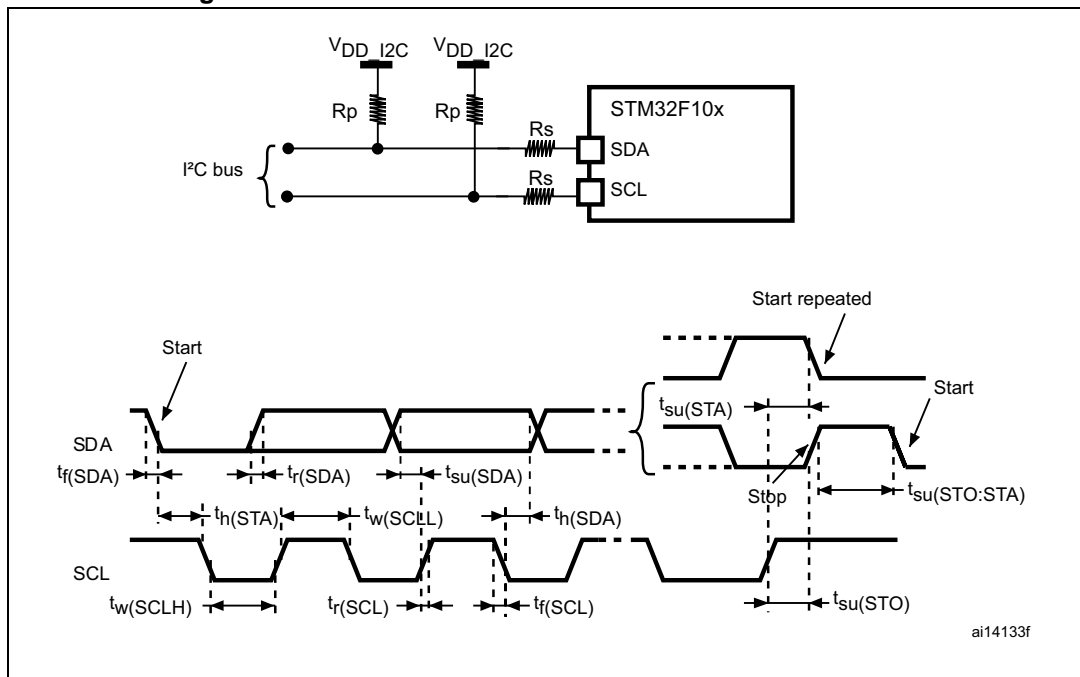 VDD_I2C VDD_I2C
Rp Rp
STM32F10x
Rs
SDA
I²C bus
Rs
SCL
Start repeated
Start
Start
tsu(STA)
SDA
tf(SDA) tr(SDA) tsu(SDA)
Stop
tsu(STO:STA)
th(STA) tw(SCLL) th(SDA)
SCL
tw(SCLH) tr(SCL) tf(SCL) tsu(STO)
ai14133f